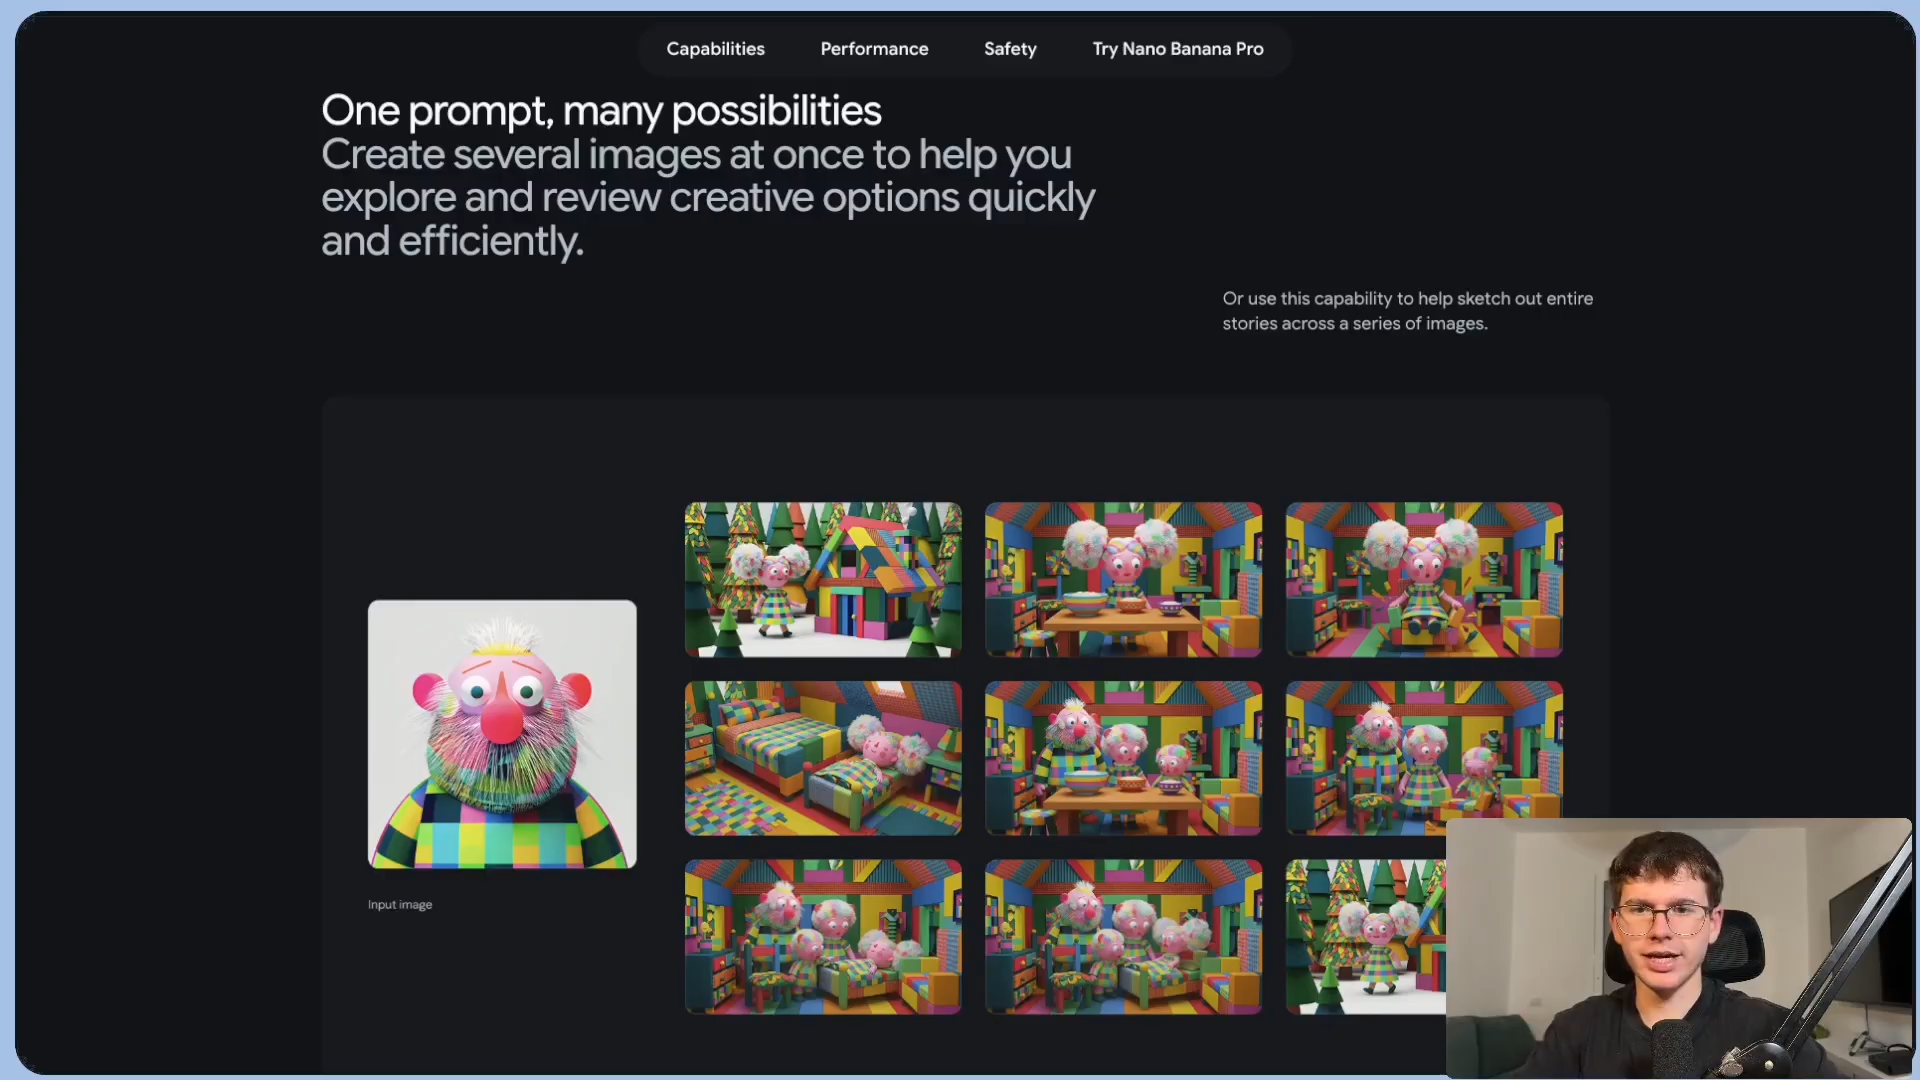 Capabilities Performance Safety Try Nano Banana Pro
One prompt, many possibilities
Create several images at once to help you
explore and review creative options quickly
and efficiently.
Or use this capability to help sketch out entire
stories across a series of images.
Input image